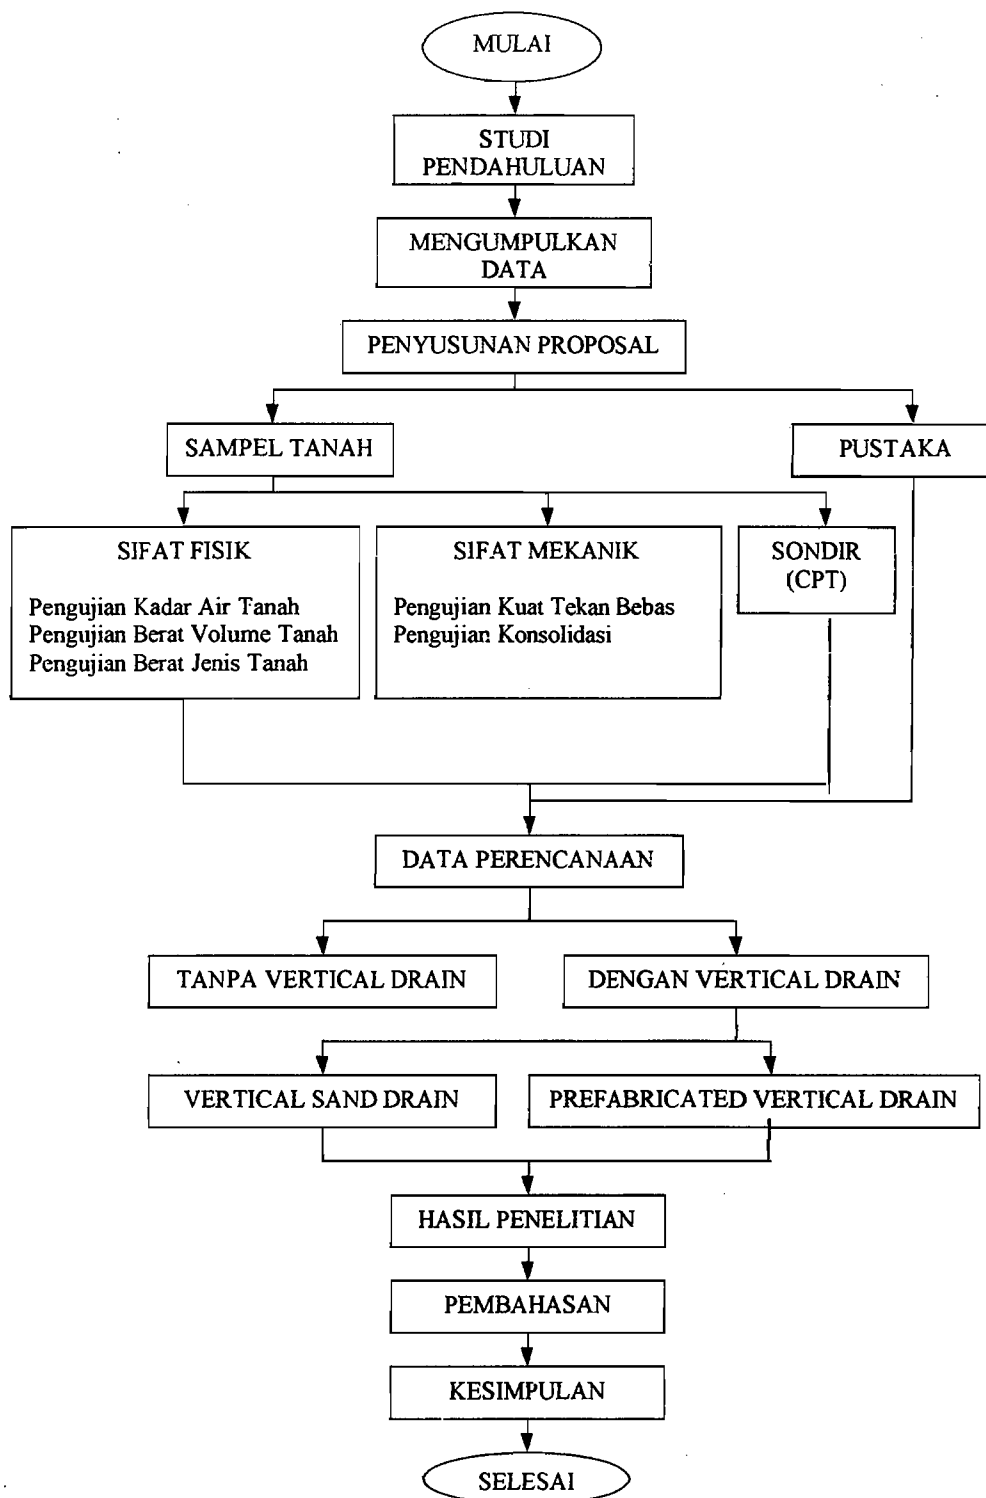 MULAI
STUDI
PENDAHULUAN
MENGUMPULKAN
DATA
PENYUSUNAN PROPOSAL
SAMPEL TANAH
PUSTAKA
SIFAT FISIK
Pengujian Kadar Air Tanah
Pengujian Berat Volume Tanah
Pengujian Berat Jenis Tanah
SIFAT MEKANIK
Pengujian Kuat Tekan Bebas
Pengujian Konsolidasi
SONDIR
(CPT)
DATA PERENCANAAN
TANPA VERTICAL DRAIN
DENGAN VERTICAL DRAIN
VERTICAL SAND DRAIN
PREFABRICATED VERTICAL DRAIN
HASIL PENELITIAN
PEMBAHASAN
KESIMPULAN
SELESAI